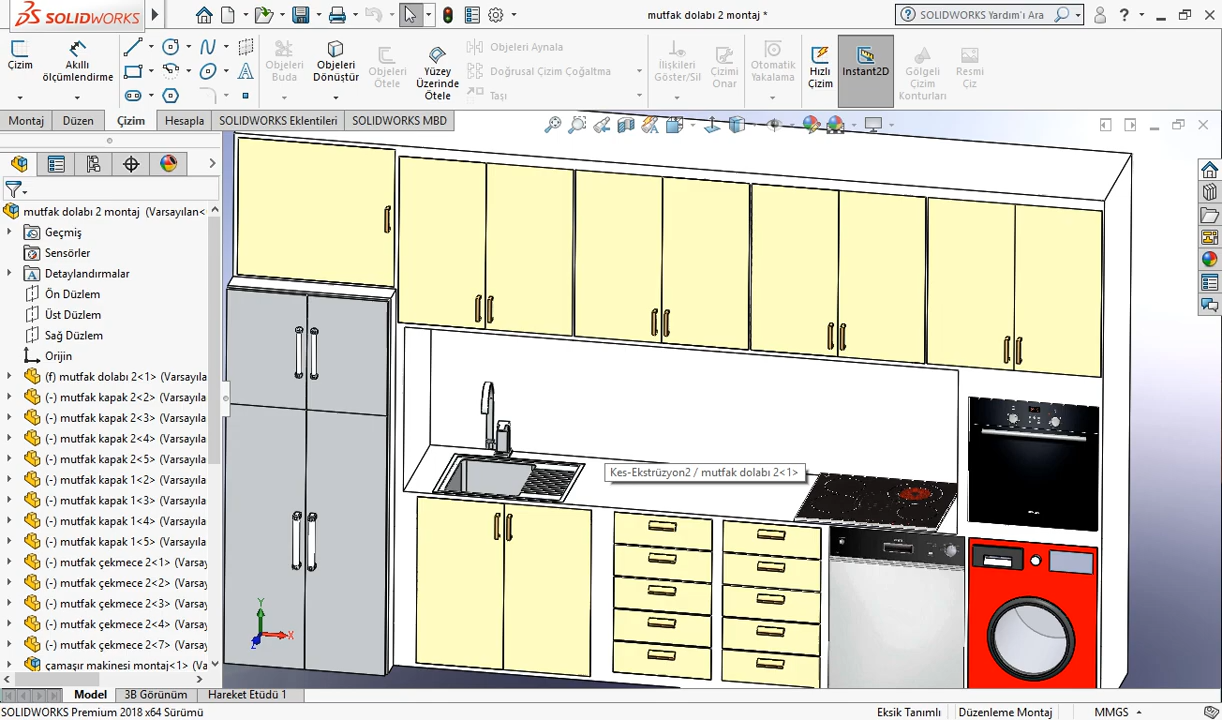 SOLIDWORKS
mutfak dolabı 2 montaj *
SOLIDWORKS Yardım'ı Ara
Çizim
Akıllı ölçümlendirme
Objeleri Buda
Objeleri Dönüştür
Objeleri Ötele
Yüzey Üzerinde Ötele
Objeleri Aynala
Doğrusal Çizim Çoğaltma
Taşı
İlişkileri Göster/Sil
Çizimi Onar
Otomatik Yakalama
Hızlı Çizim
Instant2D
Gölgeli Çizim Konturları
Resmi Çiz
Montaj
Düzen
Çizim
Hesapla
SOLIDWORKS Eklentileri
SOLIDWORKS MBD
mutfak dolabı 2 montaj (Varsayılan<
Geçmiş
Sensörler
Detaylandırmalar
Ön Düzlem
Üst Düzlem
Sağ Düzlem
Orijin
(f) mutfak dolabı 2<1> (Varsayıla
(-) mutfak kapak 2<2> (Varsayıla
(-) mutfak kapak 2<3> (Varsayıla
(-) mutfak kapak 2<4> (Varsayıla
(-) mutfak kapak 2<5> (Varsayıla
(-) mutfak kapak 1<2> (Varsayıla
(-) mutfak kapak 1<3> (Varsayıla
(-) mutfak kapak 1<4> (Varsayıla
(-) mutfak kapak 1<5> (Varsayıla
(-) mutfak çekmece 2<1> (Varsay
(-) mutfak çekmece 2<2> (Varsay
(-) mutfak çekmece 2<3> (Varsay
(-) mutfak çekmece 2<4> (Varsay
(-) mutfak çekmece 2<7> (Varsay
çamaşır makinesi montaj<1> (Va
Kes-Ekstrüzyon2 / mutfak dolabı 2<1>
Y
X
Z
Model
3B Görünüm
Hareket Etüdü 1
SOLIDWORKS Premium 2018 x64 Sürümü
Eksik Tanımlı
Düzenleme Montaj
MMGS